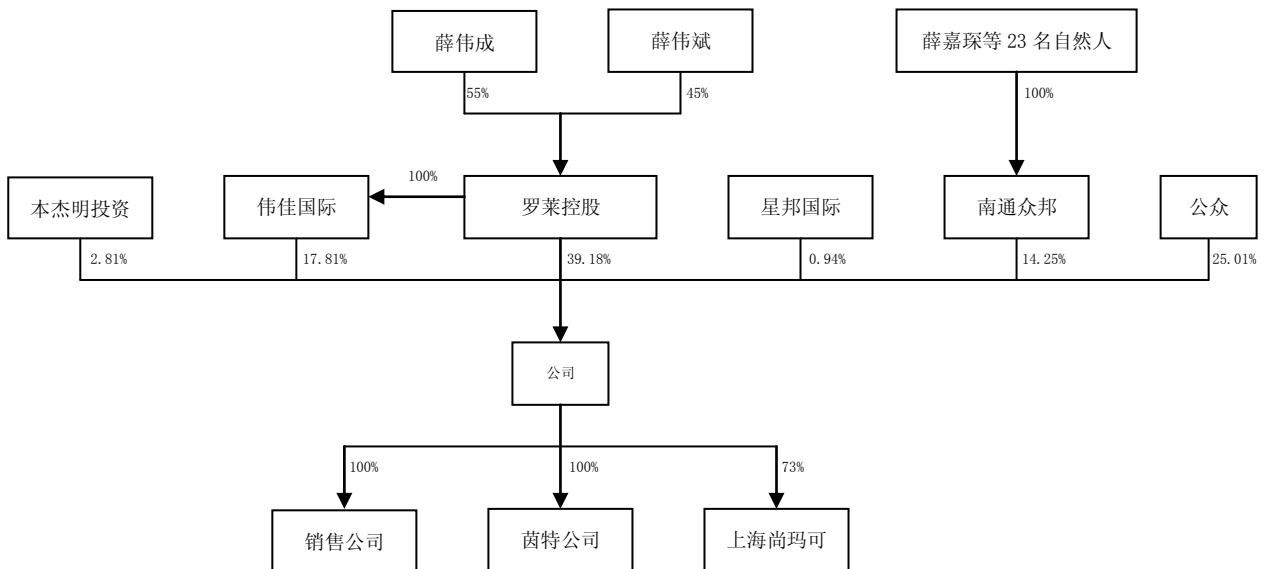 薛伟成
薛伟斌
薛嘉琛等 23 名自然人
55%
45%
100%
100%
本杰明投资
伟佳国际
罗莱控股
星邦国际
南通众邦
公众
2.81%
17.81%
39.18%
0.94%
14.25%
25.01%
公司
100%
100%
73%
销售公司
茵特公司
上海尚玛可